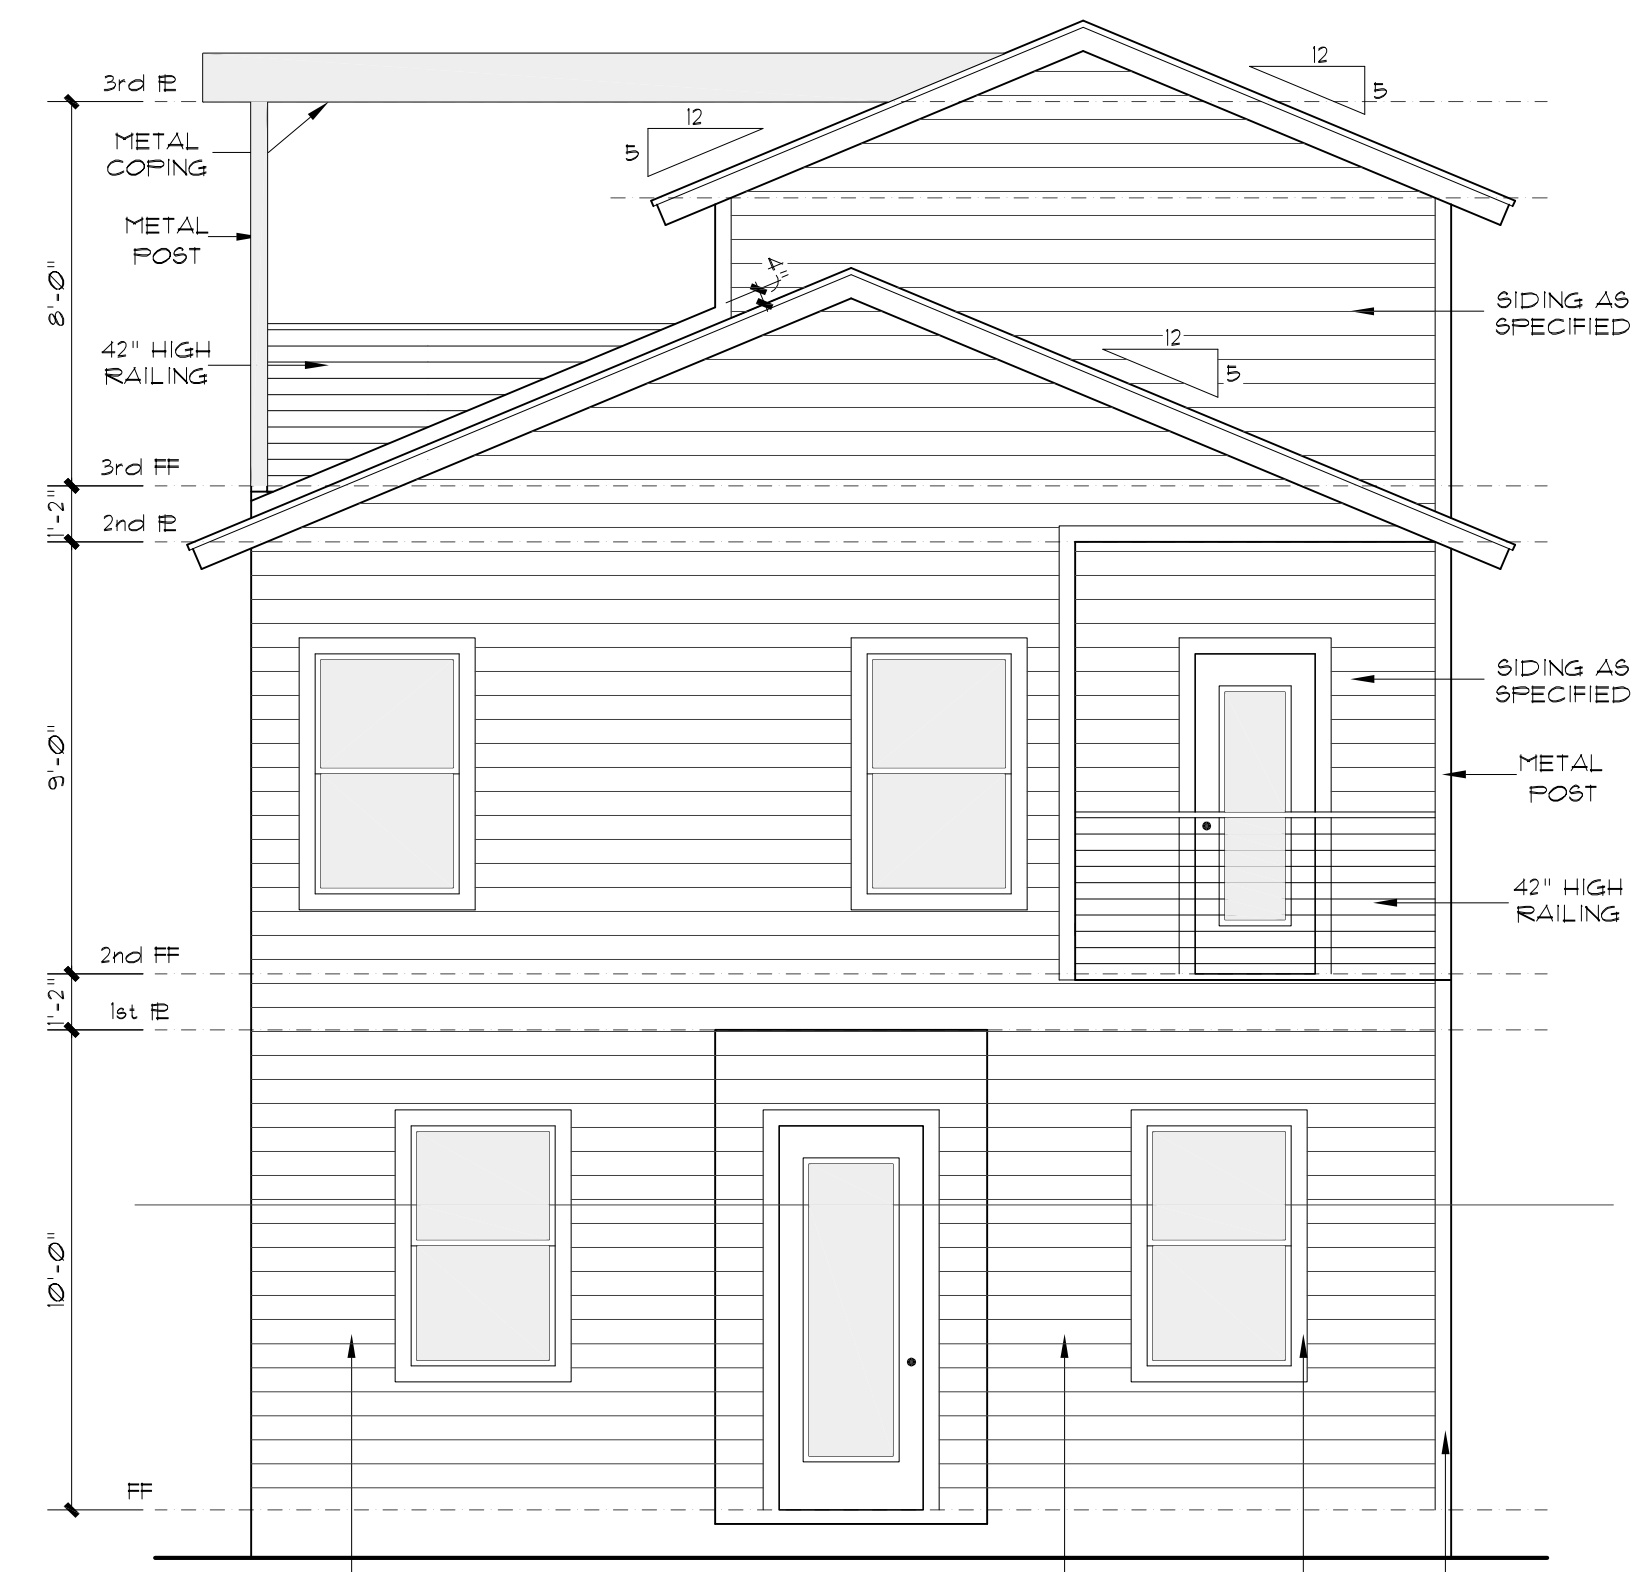 3rd PL
METAL
COPING
METAL
POST
8'-0"
42" HIGH
RAILING
3rd FF
1'-2"
2nd PL
9'-0"
2nd FF
1'-2"
1st PL
10'-0"
FF
12
5
12
5
4"
12
5
SIDING AS
SPECIFIED
SIDING AS
SPECIFIED
METAL
POST
42" HIGH
RAILING